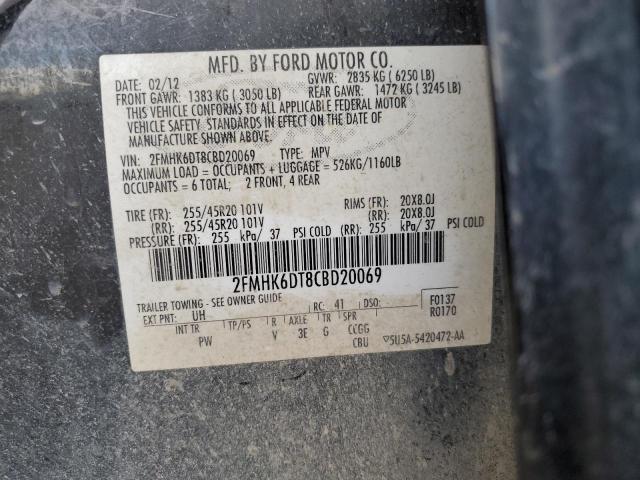 MFD. BY FORD MOTOR CO.
DATE: 02/12 GVWR: 2835 KG ( 6250 LB)
FRONT GAWR: 1383 KG ( 3050 LB) REAR GAWR: 1472 KG ( 3245 LB)
THIS VEHICLE CONFORMS TO ALL APPLICABLE FEDERAL MOTOR
VEHICLE SAFETY STANDARDS IN EFFECT ON THE DATE OF
MANUFACTURE SHOWN ABOVE.
VIN: 2FMHK6DT8CBD20069 TYPE: MPV
MAXIMUM LOAD = OCCUPANTS + LUGGAGE = 526KG/1160LB
OCCUPANTS = 6 TOTAL; 2 FRONT, 4 REAR
TIRE (FR): 255/45R20 101V RIMS (FR): 20X8.0J
(RR): 255/45R20 101V (RR): 20X8.0J
PRESSURE (FR): 255 kPa/ 37 PSI COLD (RR): 255 kPa/ 37 PSI COLD
2FMHK6DT8CBD20069
TRAILER TOWING - SEE OWNER GUIDE
EXT PNT: UH RC: 41 DSO: F0137
R0170
INT TR TP/PS R AXLE TR SPR
PW V 3E G CCGG
CBU 5U5A-5420472-AA